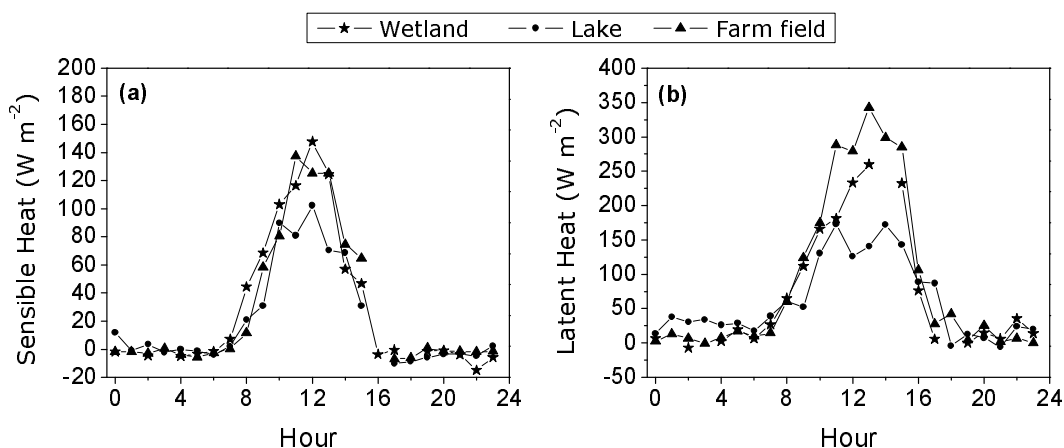 Wetland Lake Farm field
(a)
Sensible Heat (W m-2)
200
180
160
140
120
100
80
60
40
20
0
-20
0 4 8 12 16 20 24
Hour
(b)
Latent Heat (W m-2)
400
350
300
250
200
150
100
50
0
-50
0 4 8 12 16 20 24
Hour